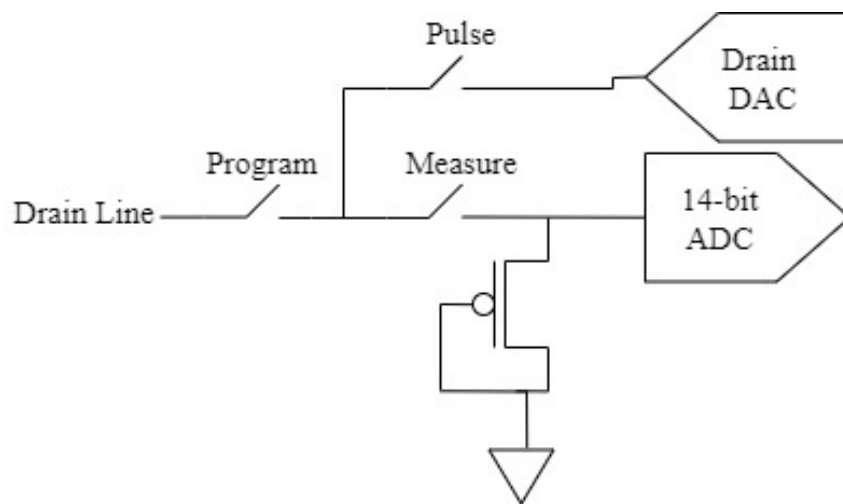 Pulse
Drain
DAC
Program
Measure
Drain Line
14-bit
ADC